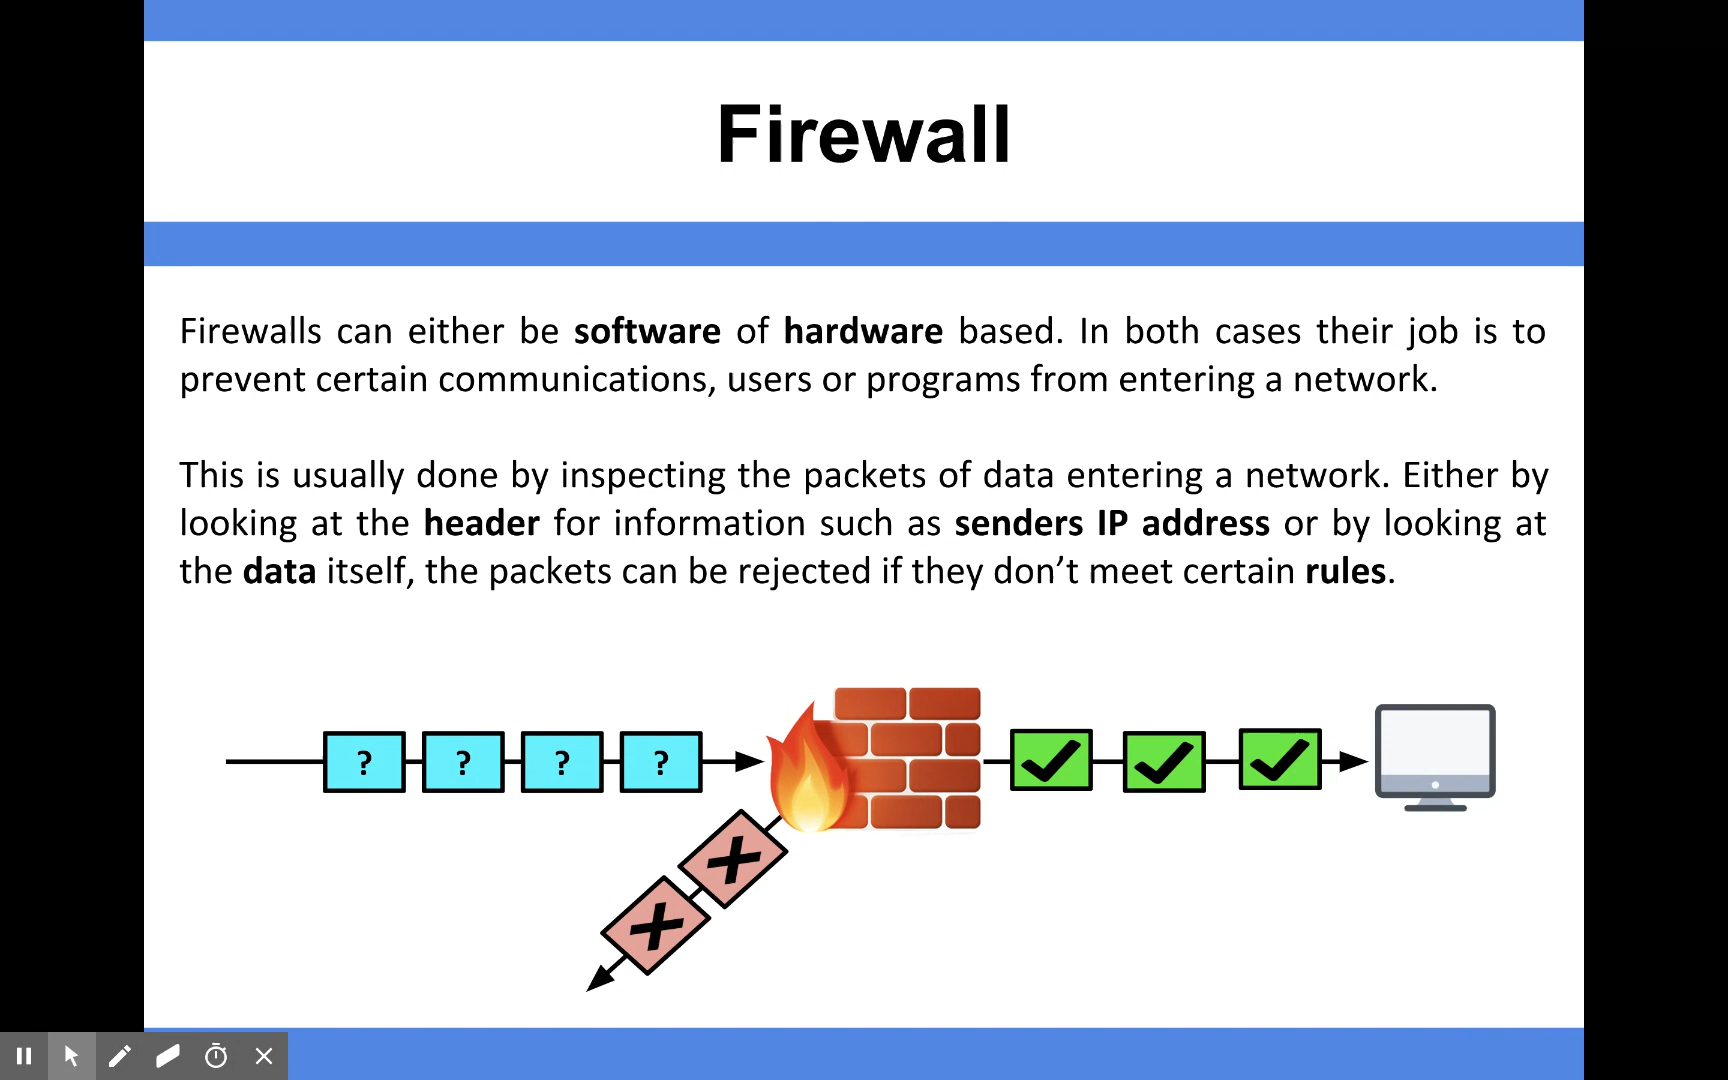 Firewall
Firewalls can either be software of hardware based. In both cases their job is to
prevent certain communications, users or programs from entering a network.
This is usually done by inspecting the packets of data entering a network. Either by
looking at the header for information such as senders IP address or by looking at
the data itself, the packets can be rejected if they don’t meet certain rules.
? ? ? ?